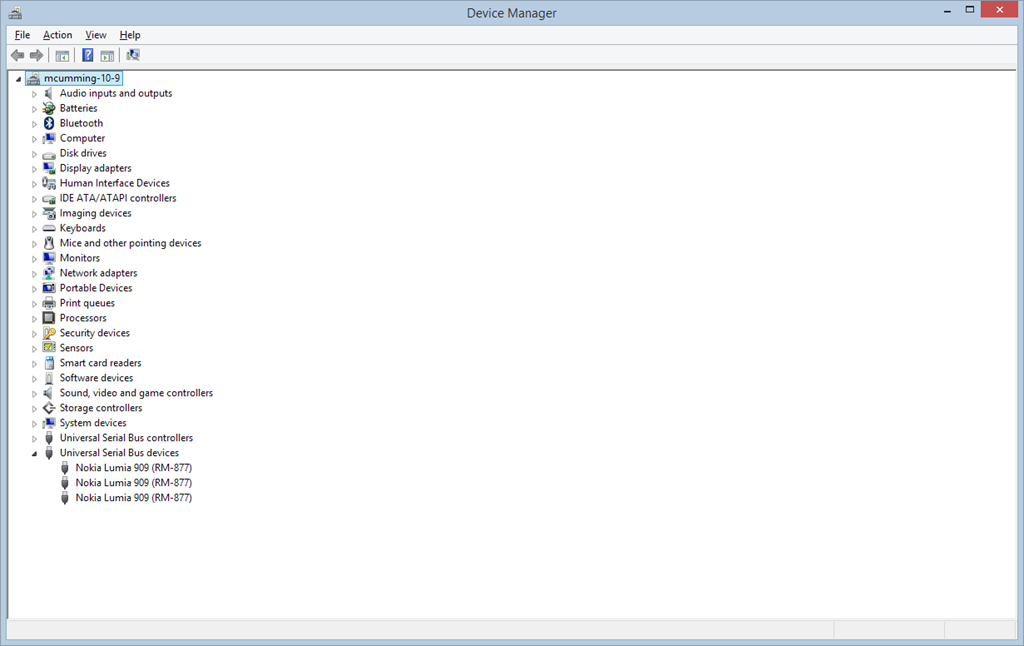 Device Manager
File Action View Help
mcumming-10-9
Audio inputs and outputs
Batteries
Bluetooth
Computer
Disk drives
Display adapters
Human Interface Devices
IDE ATA/ATAPI controllers
Imaging devices
Keyboards
Mice and other pointing devices
Monitors
Network adapters
Portable Devices
Print queues
Processors
Security devices
Sensors
Smart card readers
Software devices
Sound, video and game controllers
Storage controllers
System devices
Universal Serial Bus controllers
Universal Serial Bus devices
Nokia Lumia 909 (RM-877)
Nokia Lumia 909 (RM-877)
Nokia Lumia 909 (RM-877)